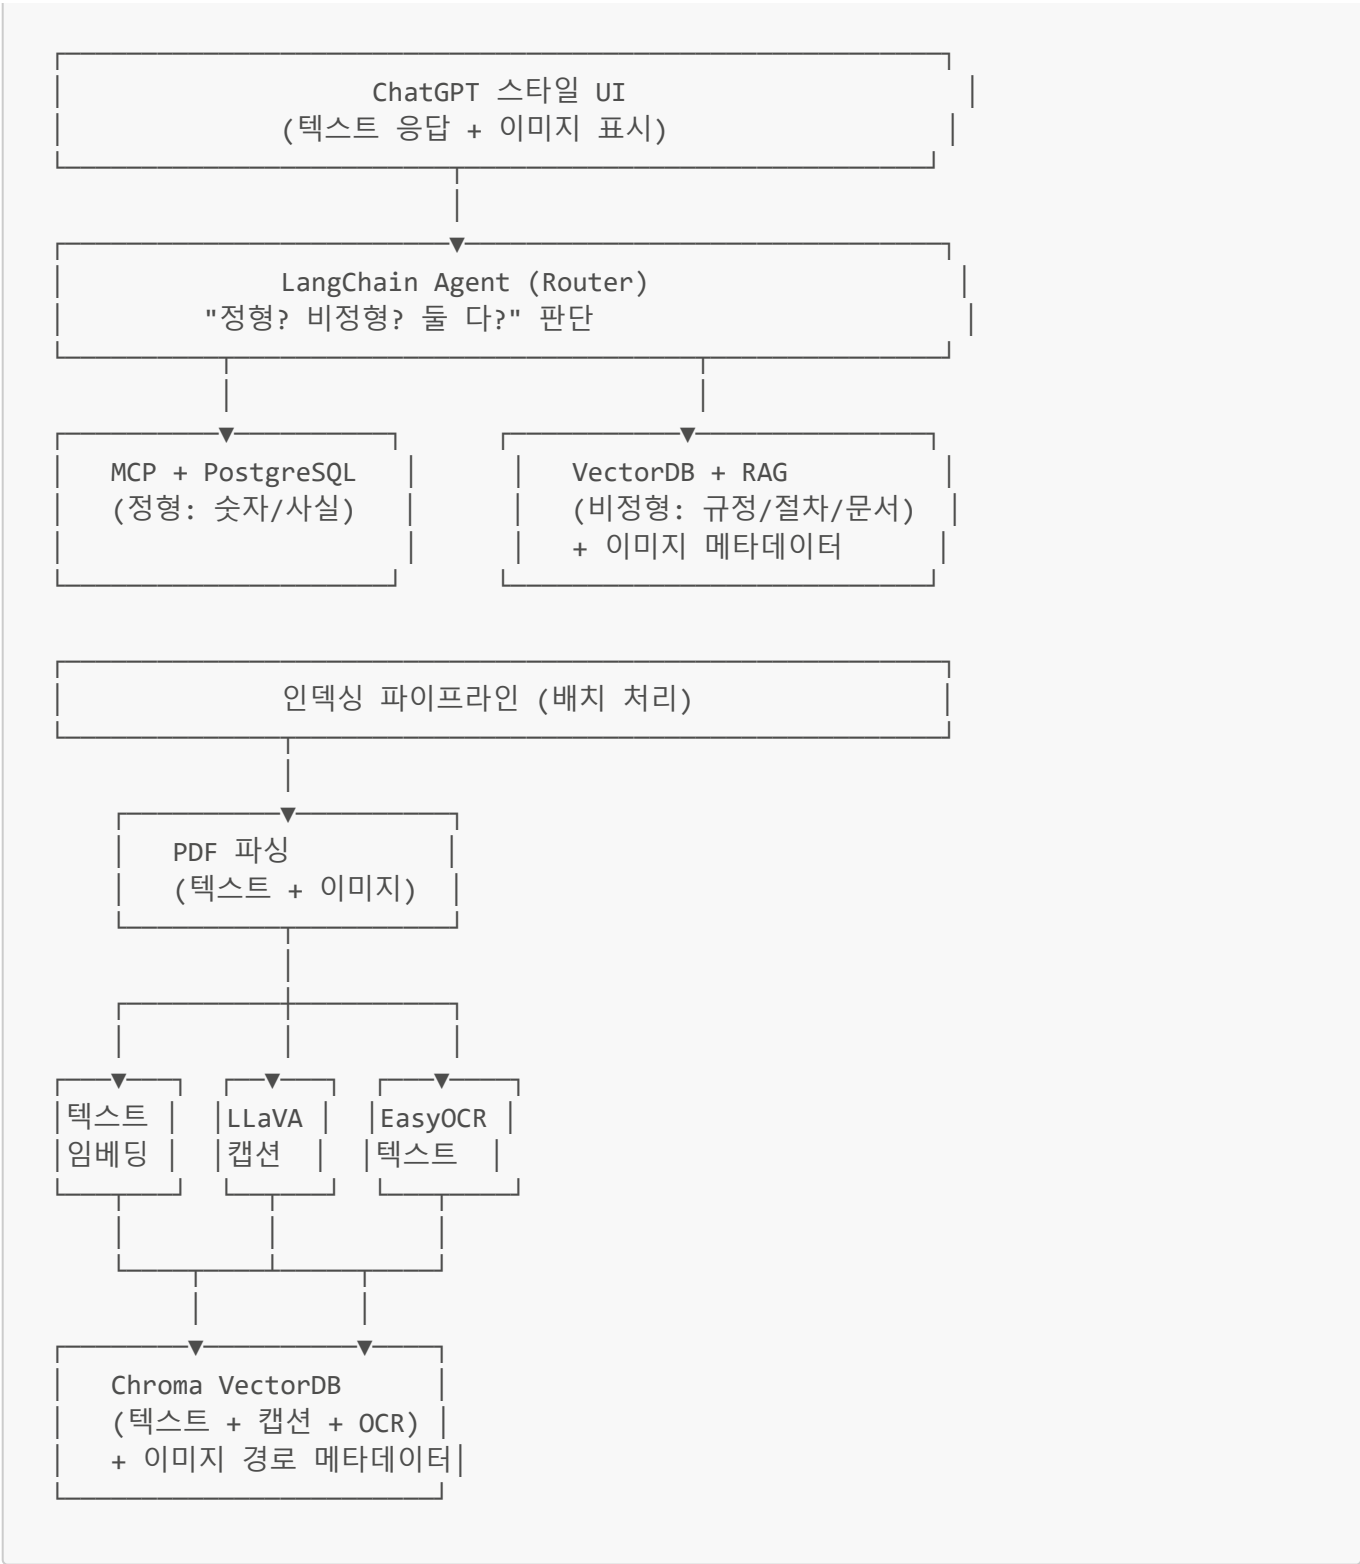 ChatGPT 스타일 UI
(텍스트 응답 + 이미지 표시)
LangChain Agent (Router)
"정형? 비정형? 둘 다?" 판단
MCP + PostgreSQL
(정형: 숫자/사실)
VectorDB + RAG
(비정형: 규정/절차/문서)
+ 이미지 메타데이터
인덱싱 파이프라인 (배치 처리)
PDF 파싱
(텍스트 + 이미지)
텍스트
임베딩
LLaVA
캡션
EasyOCR
텍스트
Chroma VectorDB
(텍스트 + 캡션 + OCR)
+ 이미지 경로 메타데이터